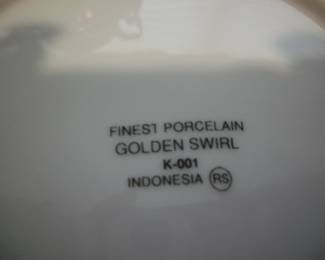 FINEST PORCELAIN
GOLDEN SWIRL
K-001
INDONESIA RS